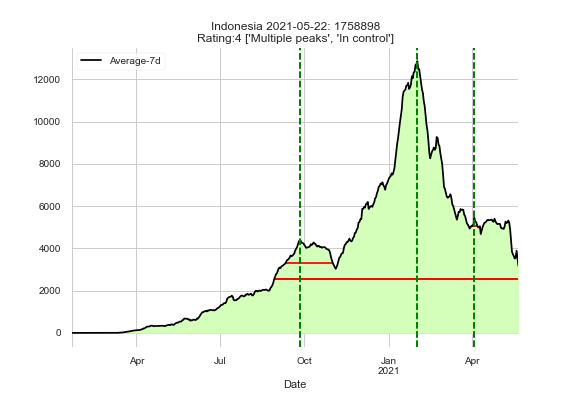 Indonesia 2021-05-22: 1758898
Rating:4 ['Multiple peaks', 'In control']
Average-7d
12000
10000
8000
6000
4000
2000
0
Apr
Jul
Oct
Jan
2021
Apr
Date